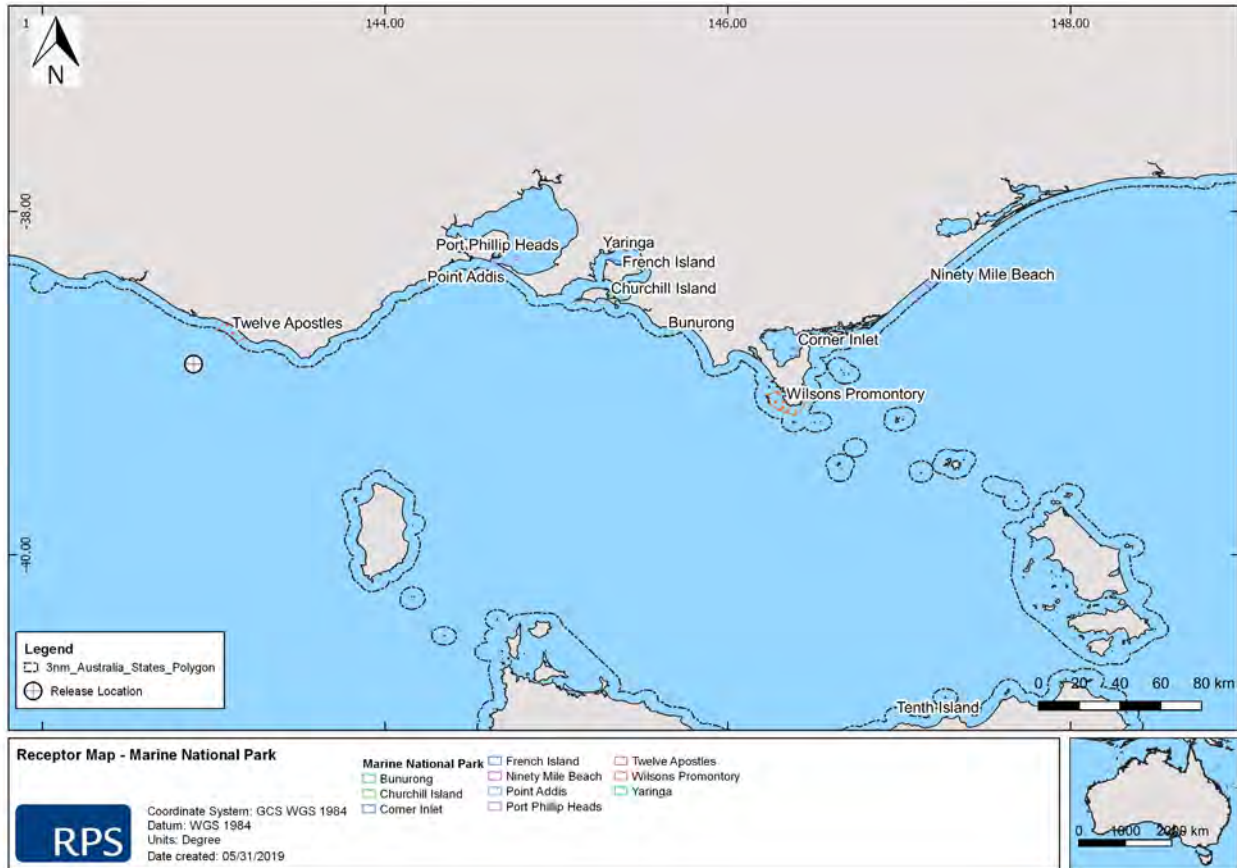 1
144.00
146.00
148.00
N
-38.00
-40.00
Yaringa
Port Phillip Heads
French Island
Point Addis
Churchill Island
Ninety Mile Beach
Twelve Apostles
Bunurong
Corner Inlet
Wilsons Promontory
Tenth Island
Legend
3nm_Australia_States_Polygon
Release Location
0 20 40 60 80 km
Receptor Map - Marine National Park
RPS
Coordinate System: GCS WGS 1984
Datum: WGS 1984
Units: Degree
Date created: 05/31/2019
Marine National Park
Bunurong
Churchill Island
Corner Inlet
French Island
Ninety Mile Beach
Point Addis
Port Phillip Heads
Twelve Apostles
Wilsons Promontory
Yaringa
0 1000 2000 km